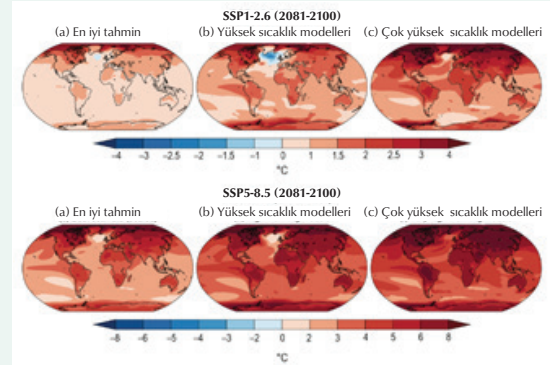 SSP1-2.6 (2081-2100)
(a) En iyi tahmin (b) Yüksek sıcaklık modelleri (c) Çok yüksek sıcaklık modelleri
−4 −3 −2.5 −2 −1.5 −1 0 1 1.5 2 2.5 3 4
°C
SSP5-8.5 (2081-2100)
(a) En iyi tahmin (b) Yüksek sıcaklık modelleri (c) Çok yüksek sıcaklık modelleri
−8 −6 −5 −4 −3 −2 0 2 3 4 5 6 8
°C